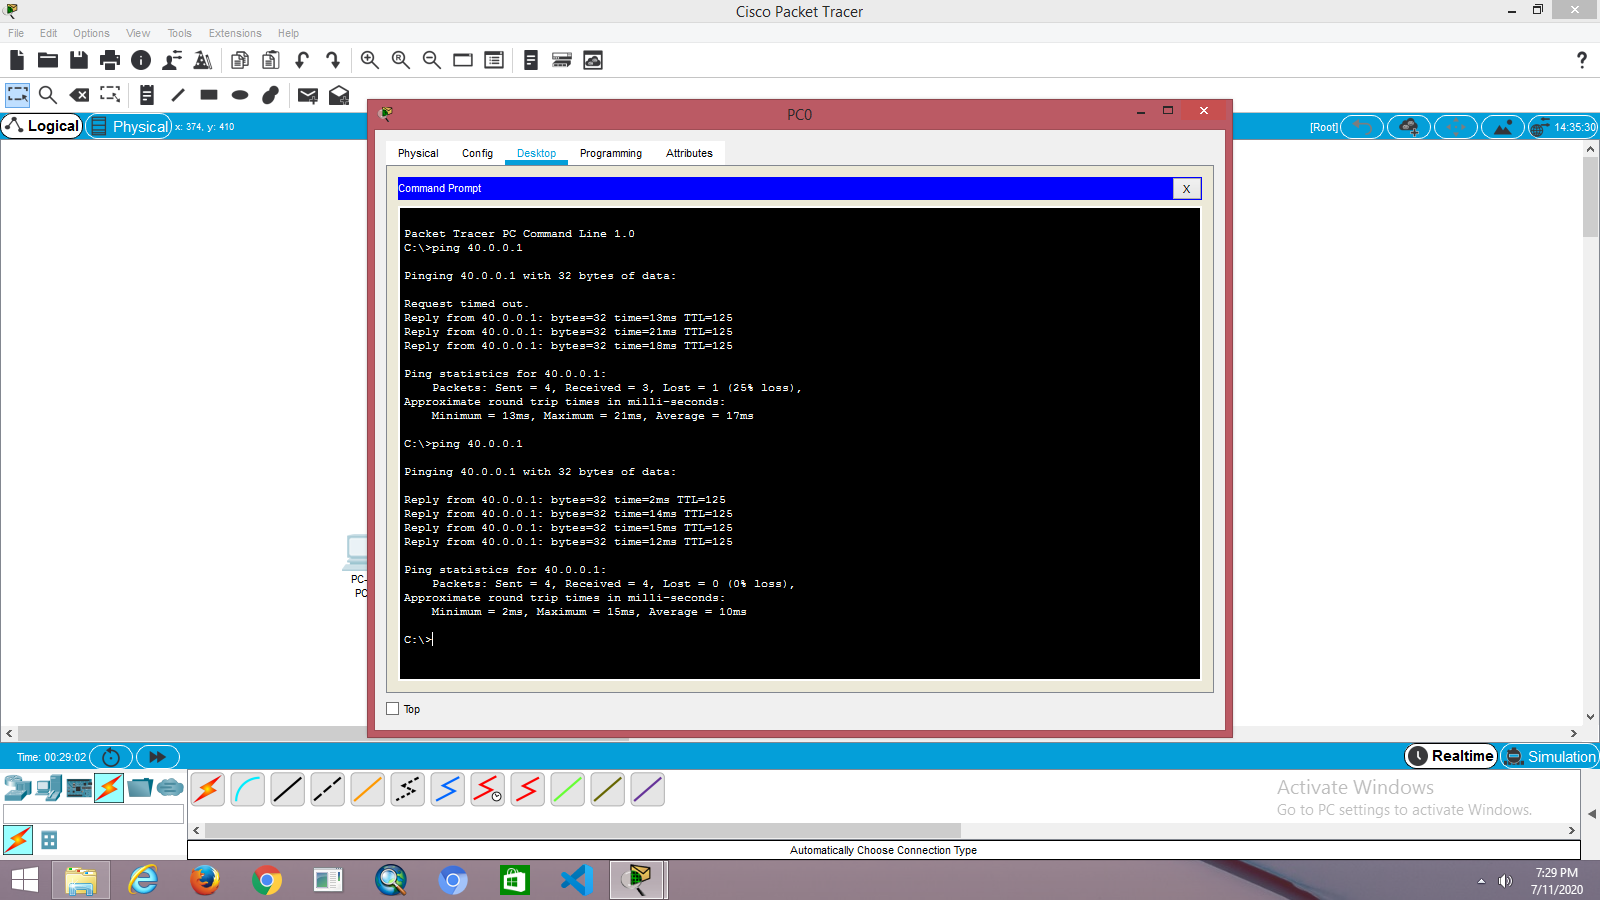 Cisco Packet Tracer
File Edit Options View Tools Extensions Help
Logical Physical x: 374, y: 410
[Root] 14:35:30
PC0
Physical Config Desktop Programming Attributes
Command Prompt X
Packet Tracer PC Command Line 1.0
C:\>ping 40.0.0.1
Pinging 40.0.0.1 with 32 bytes of data:
Request timed out.
Reply from 40.0.0.1: bytes=32 time=13ms TTL=125
Reply from 40.0.0.1: bytes=32 time=21ms TTL=125
Reply from 40.0.0.1: bytes=32 time=18ms TTL=125
Ping statistics for 40.0.0.1:
Packets: Sent = 4, Received = 3, Lost = 1 (25% loss),
Approximate round trip times in milli-seconds:
Minimum = 13ms, Maximum = 21ms, Average = 17ms
C:\>ping 40.0.0.1
Pinging 40.0.0.1 with 32 bytes of data:
Reply from 40.0.0.1: bytes=32 time=2ms TTL=125
Reply from 40.0.0.1: bytes=32 time=14ms TTL=125
Reply from 40.0.0.1: bytes=32 time=15ms TTL=125
Reply from 40.0.0.1: bytes=32 time=12ms TTL=125
Ping statistics for 40.0.0.1:
Packets: Sent = 4, Received = 4, Lost = 0 (0% loss),
Approximate round trip times in milli-seconds:
Minimum = 2ms, Maximum = 15ms, Average = 10ms
C:\>
PC-
PC
Top
Time: 00:29:02
Realtime Simulation
Activate Windows
Go to PC settings to activate Windows.
Automatically Choose Connection Type
7:29 PM
7/11/2020